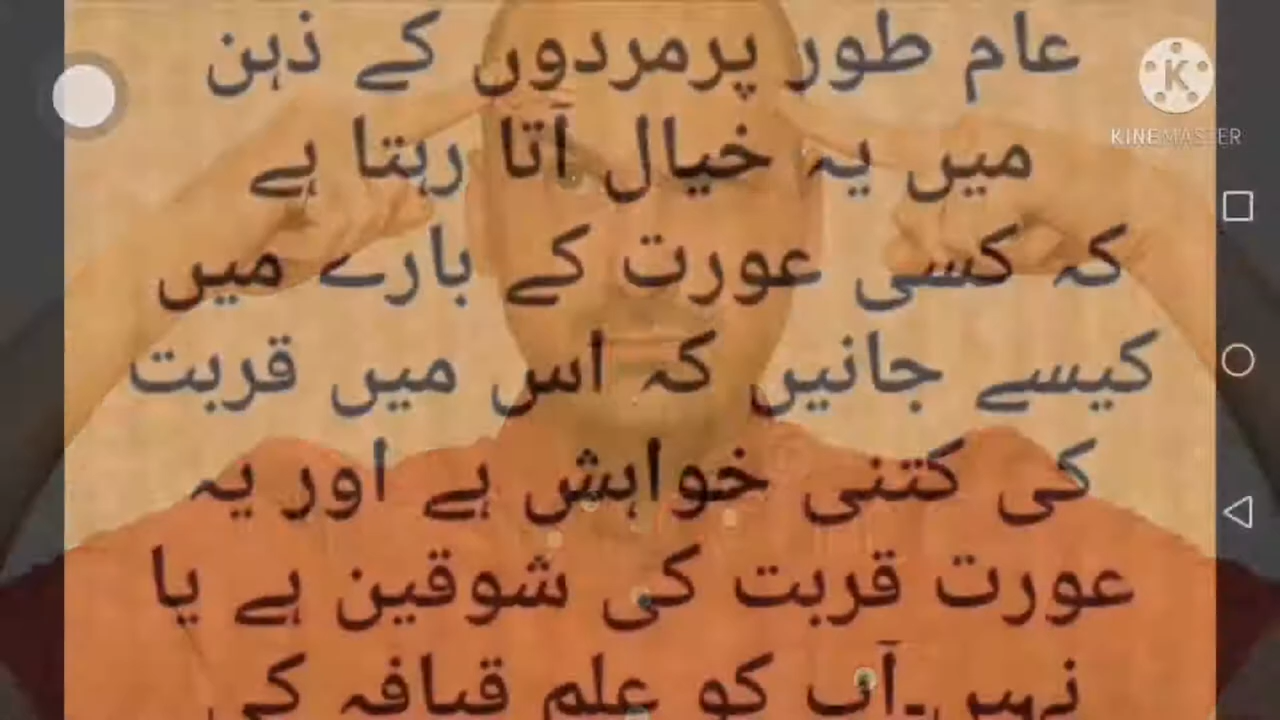 عام طور پرمردوں کے ذہن
KINEMASTER
میں یہ خیال آتا رہتا ہے
کہ کسی عورت کے بارے میں
کیسے جانیں کہ اس میں قربت
کی کتنی خواہش ہے اور یہ
عورت قربت کی شوقین ہے یا
نہیں۔آپ کو علم قیافہ کی